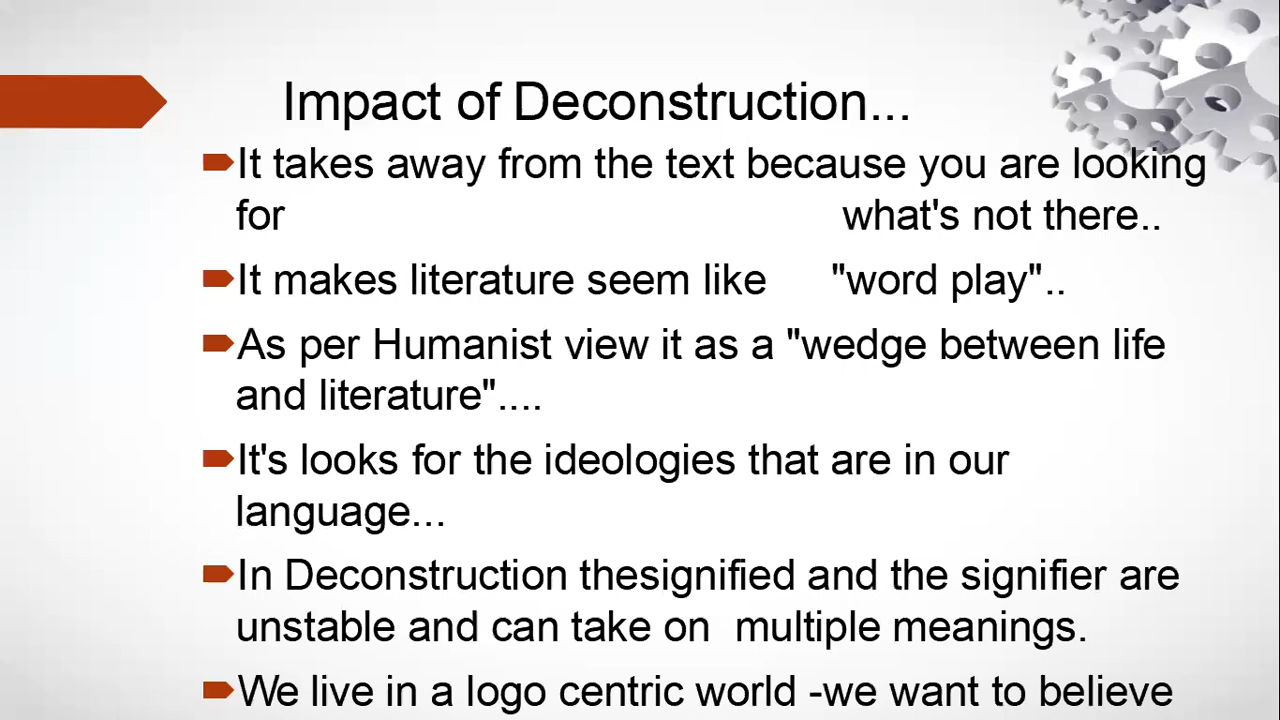 Impact of Deconstruction...
It takes away from the text because you are looking
for what's not there..
It makes literature seem like "word play"..
As per Humanist view it as a "wedge between life
and literature"....
It's looks for the ideologies that are in our
language...
In Deconstruction thesignified and the signifier are
unstable and can take on multiple meanings.
We live in a logo centric world -we want to believe